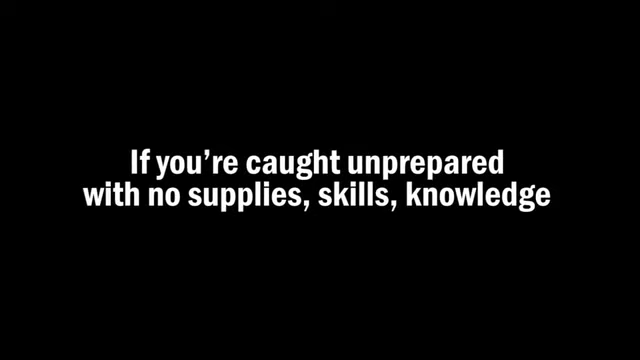 If you’re caught unprepared
with no supplies, skills, knowledge